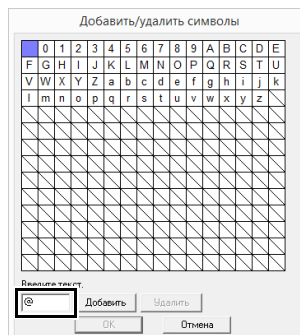 Добавить/удалить символы
0 1 2 3 4 5 6 7 8 9 A B C D E
F G H I J K L M N O P Q R S T U
V W X Y Z a b c d e f g h i j k
l m n o p q r s t u v w x y z
Введите текст.
@ Добавить Удалить
OK Отмена